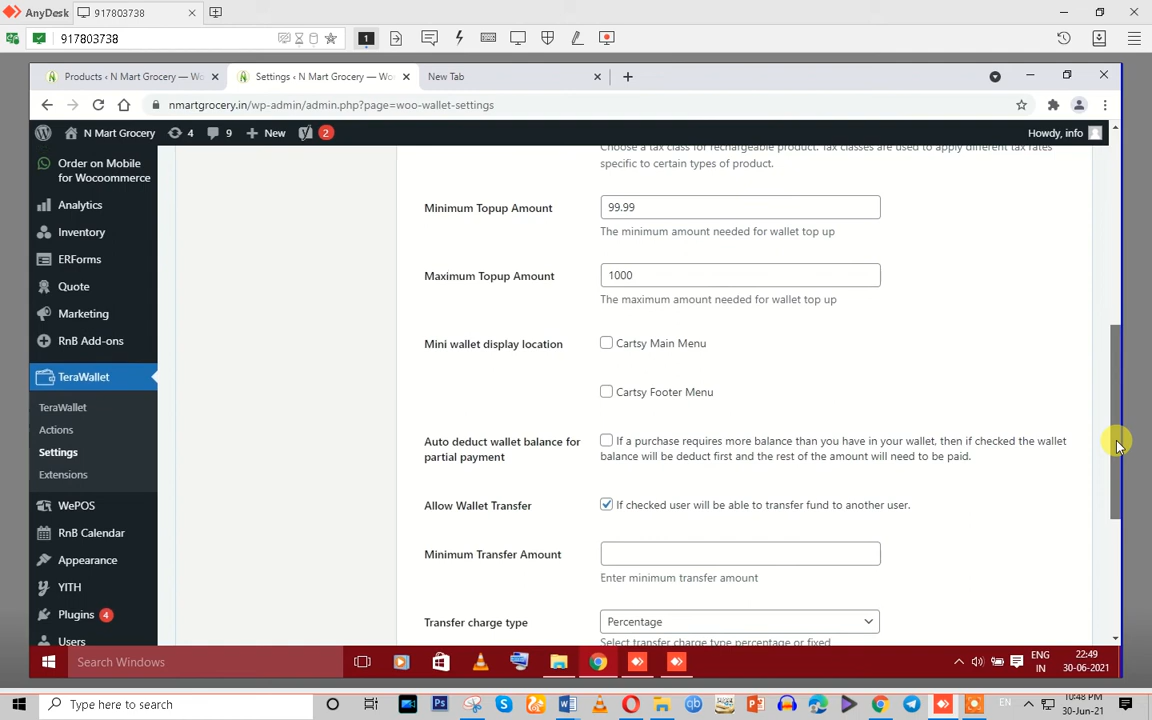 AnyDesk
917803738
917803738
1
Products ‹ N Mart Grocery — Wo
Settings ‹ N Mart Grocery — Wo
New Tab
nmartgrocery.in/wp-admin/admin.php?page=woo-wallet-settings
N Mart Grocery
4
9
New
2
Howdy, info
Order on Mobile
for Wocoommerce
Analytics
Inventory
ERForms
Quote
Marketing
RnB Add-ons
TeraWallet
TeraWallet
Actions
Settings
Extensions
WePOS
RnB Calendar
Appearance
YITH
Plugins 4
Users
Choose a tax class for rechargeable product. Tax classes are used to apply different tax rates
specific to certain types of product.
Minimum Topup Amount
99.99
The minimum amount needed for wallet top up
Maximum Topup Amount
1000
The maximum amount needed for wallet top up
Mini wallet display location
Cartsy Main Menu
Cartsy Footer Menu
Auto deduct wallet balance for
partial payment
If a purchase requires more balance than you have in your wallet, then if checked the wallet
balance will be deduct first and the rest of the amount will need to be paid.
Allow Wallet Transfer
If checked user will be able to transfer fund to another user.
Minimum Transfer Amount
Enter minimum transfer amount
Transfer charge type
Percentage
Select transfer charge type percentage or fixed
Search Windows
ENG
IN
22:49
30-06-2021
Type here to search
EN
10:48 PM
30-Jun-21